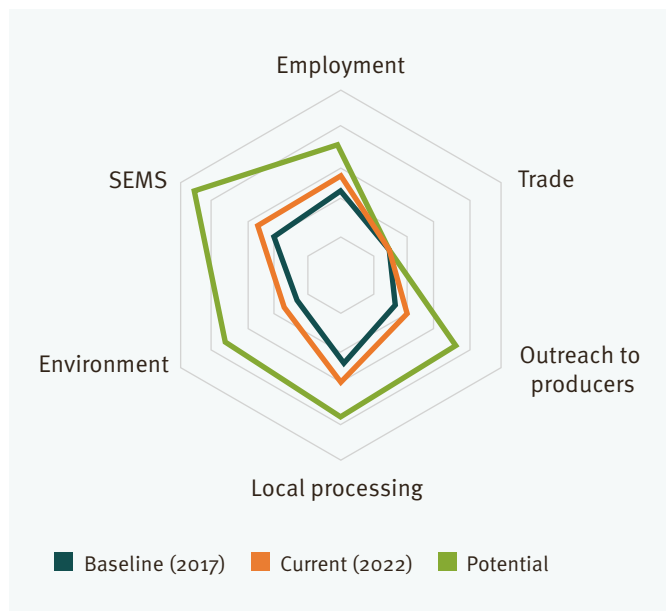 Employment
SEMS
Trade
Environment
Outreach to
producers
Local processing
Baseline (2017)
Current (2022)
Potential